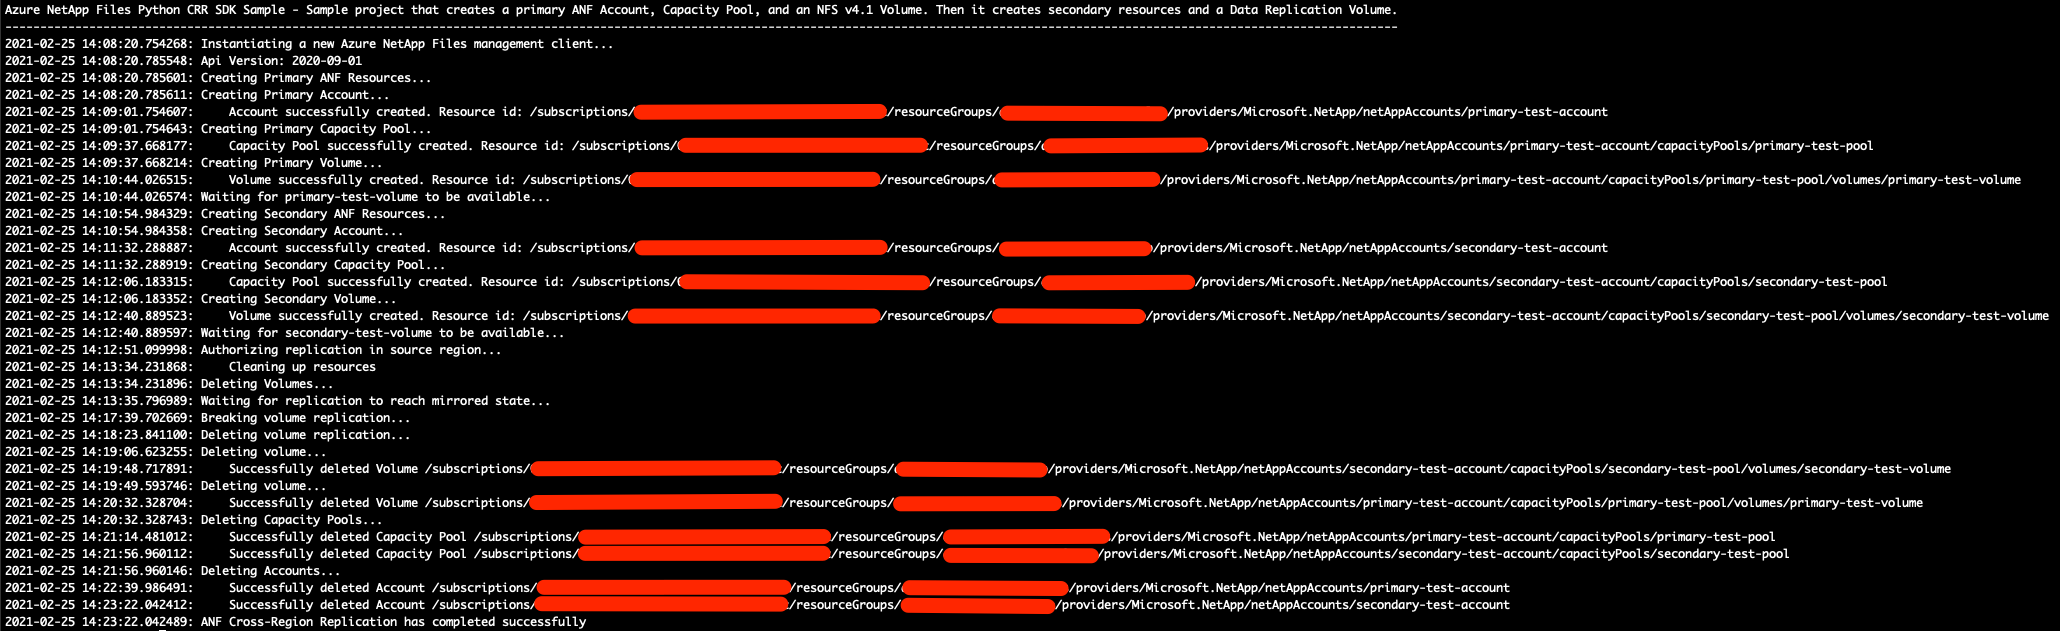 Azure NetApp Files Python CRR SDK Sample - Sample project that creates a primary ANF Account, Capacity Pool, and an NFS v4.1 Volume. Then it creates secondary resources and a Data Replication Volume.
-------------------------------------------------------------------------------------------------------------------------------------------------------------------------------------------------------
2021-02-25 14:08:20.754268: Instantiating a new Azure NetApp Files management client...
2021-02-25 14:08:20.785548: Api Version: 2020-09-01
2021-02-25 14:08:20.785601: Creating Primary ANF Resources...
2021-02-25 14:08:20.785611: Creating Primary Account...
2021-02-25 14:09:01.754607:     Account successfully created. Resource id: /subscriptions/ /resourceGroups/ /providers/Microsoft.NetApp/netAppAccounts/primary-test-account
2021-02-25 14:09:01.754643: Creating Primary Capacity Pool...
2021-02-25 14:09:37.668177:     Capacity Pool successfully created. Resource id: /subscriptions/ /resourceGroups/ /providers/Microsoft.NetApp/netAppAccounts/primary-test-account/capacityPools/primary-test-pool
2021-02-25 14:09:37.668214: Creating Primary Volume...
2021-02-25 14:10:44.026515:     Volume successfully created. Resource id: /subscriptions/ /resourceGroups/ /providers/Microsoft.NetApp/netAppAccounts/primary-test-account/capacityPools/primary-test-pool/volumes/primary-test-volume
2021-02-25 14:10:44.026574: Waiting for primary-test-volume to be available...
2021-02-25 14:10:54.984329: Creating Secondary ANF Resources...
2021-02-25 14:10:54.984358: Creating Secondary Account...
2021-02-25 14:11:32.288887:     Account successfully created. Resource id: /subscriptions/ /resourceGroups/ /providers/Microsoft.NetApp/netAppAccounts/secondary-test-account
2021-02-25 14:11:32.288919: Creating Secondary Capacity Pool...
2021-02-25 14:12:06.183315:     Capacity Pool successfully created. Resource id: /subscriptions/ /resourceGroups/ /providers/Microsoft.NetApp/netAppAccounts/secondary-test-account/capacityPools/secondary-test-pool
2021-02-25 14:12:06.183352: Creating Secondary Volume...
2021-02-25 14:12:40.889523:     Volume successfully created. Resource id: /subscriptions/ /resourceGroups/ /providers/Microsoft.NetApp/netAppAccounts/secondary-test-account/capacityPools/secondary-test-pool/volumes/secondary-test-volume
2021-02-25 14:12:40.889597: Waiting for secondary-test-volume to be available...
2021-02-25 14:12:51.099998: Authorizing replication in source region...
2021-02-25 14:13:34.231868:     Cleaning up resources
2021-02-25 14:13:34.231896: Deleting Volumes...
2021-02-25 14:13:35.796989: Waiting for replication to reach mirrored state...
2021-02-25 14:17:39.702669: Breaking volume replication...
2021-02-25 14:18:23.841100: Deleting volume replication...
2021-02-25 14:19:06.623255: Deleting volume...
2021-02-25 14:19:48.717891:     Successfully deleted Volume /subscriptions/ /resourceGroups/ /providers/Microsoft.NetApp/netAppAccounts/secondary-test-account/capacityPools/secondary-test-pool/volumes/secondary-test-volume
2021-02-25 14:19:49.593746: Deleting volume...
2021-02-25 14:20:32.328704:     Successfully deleted Volume /subscriptions/ /resourceGroups/ /providers/Microsoft.NetApp/netAppAccounts/primary-test-account/capacityPools/primary-test-pool/volumes/primary-test-volume
2021-02-25 14:20:32.328743: Deleting Capacity Pools...
2021-02-25 14:21:14.481012:     Successfully deleted Capacity Pool /subscriptions/ /resourceGroups/ /providers/Microsoft.NetApp/netAppAccounts/primary-test-account/capacityPools/primary-test-pool
2021-02-25 14:21:56.960112:     Successfully deleted Capacity Pool /subscriptions/ /resourceGroups/ /providers/Microsoft.NetApp/netAppAccounts/secondary-test-account/capacityPools/secondary-test-pool
2021-02-25 14:21:56.960146: Deleting Accounts...
2021-02-25 14:22:39.986491:     Successfully deleted Account /subscriptions/ /resourceGroups/ /providers/Microsoft.NetApp/netAppAccounts/primary-test-account
2021-02-25 14:23:22.042412:     Successfully deleted Account /subscriptions/ /resourceGroups/ /providers/Microsoft.NetApp/netAppAccounts/secondary-test-account
2021-02-25 14:23:22.042489: ANF Cross-Region Replication has completed successfully